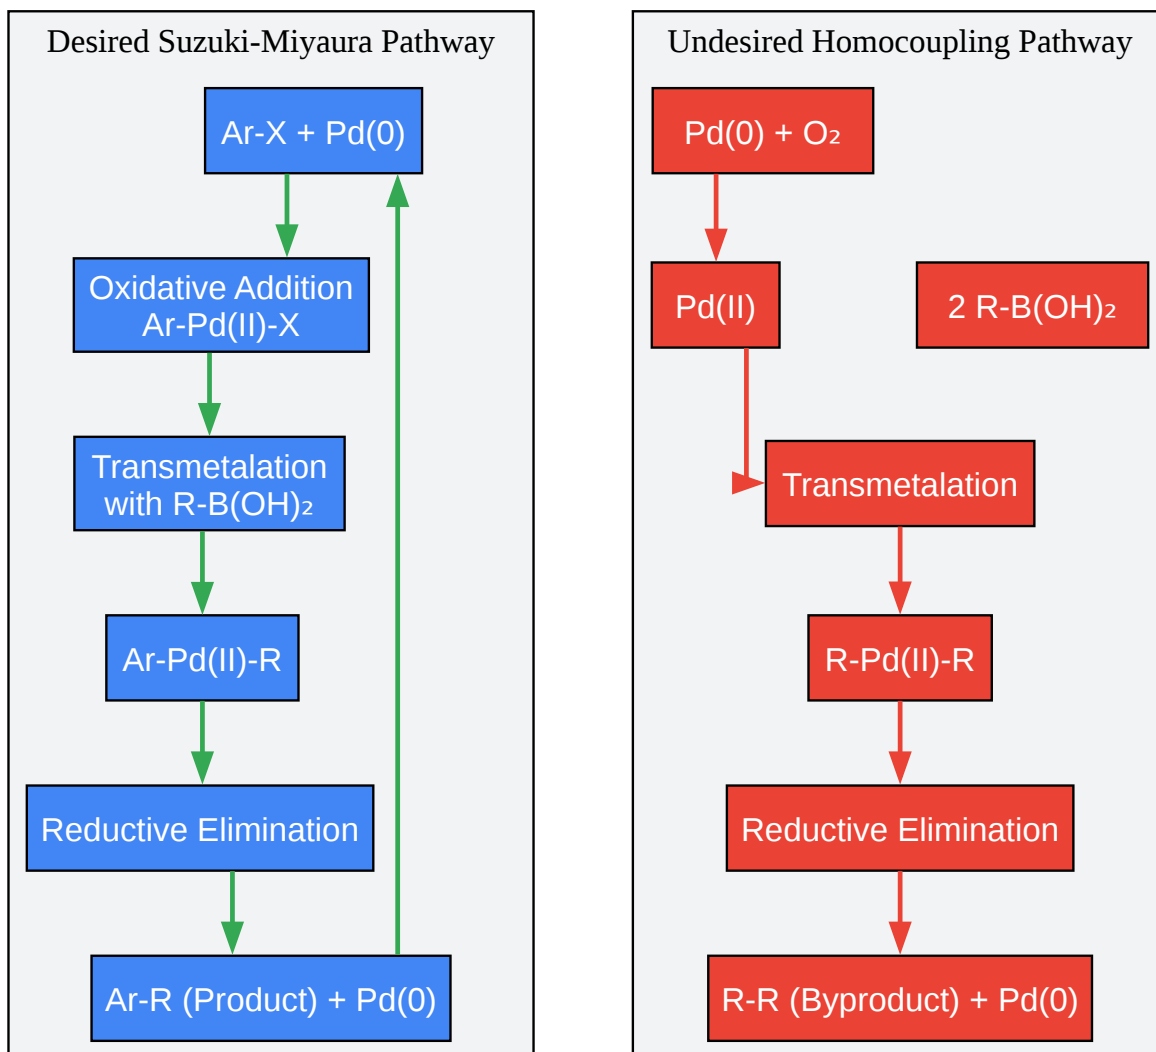 Desired Suzuki-Miyaura Pathway
Ar-X + Pd(0)
Oxidative Addition
Ar-Pd(II)-X
Transmetalation
with R-B(OH)₂
Ar-Pd(II)-R
Reductive Elimination
Ar-R (Product) + Pd(0)
Undesired Homocoupling Pathway
Pd(0) + O₂
Pd(II)
2 R-B(OH)₂
Transmetalation
R-Pd(II)-R
Reductive Elimination
R-R (Byproduct) + Pd(0)